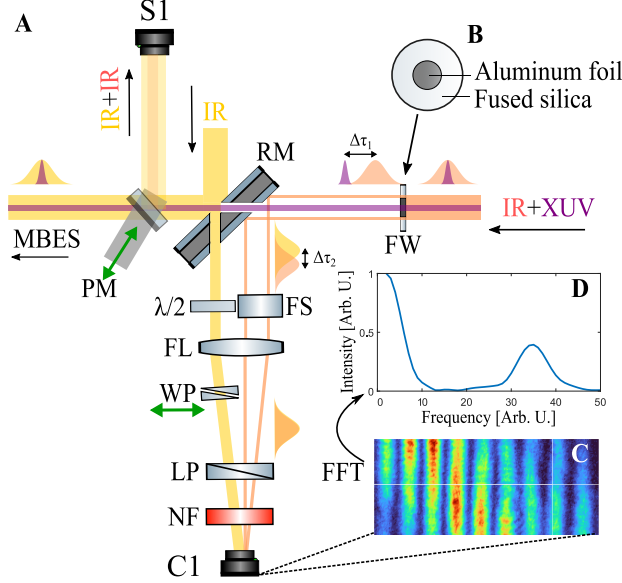 A
S1
B
Aluminum foil
Fused silica
IR+IR
IR
RM
Δτ1
IR+XUV
FW
MBES
PM
Δτ2
λ/2
FS
FL
WP
LP
NF
C1
D
Intensity [Arb. U.]
1
0.5
0
0
10
20
30
40
50
Frequency [Arb. U.]
FFT
C